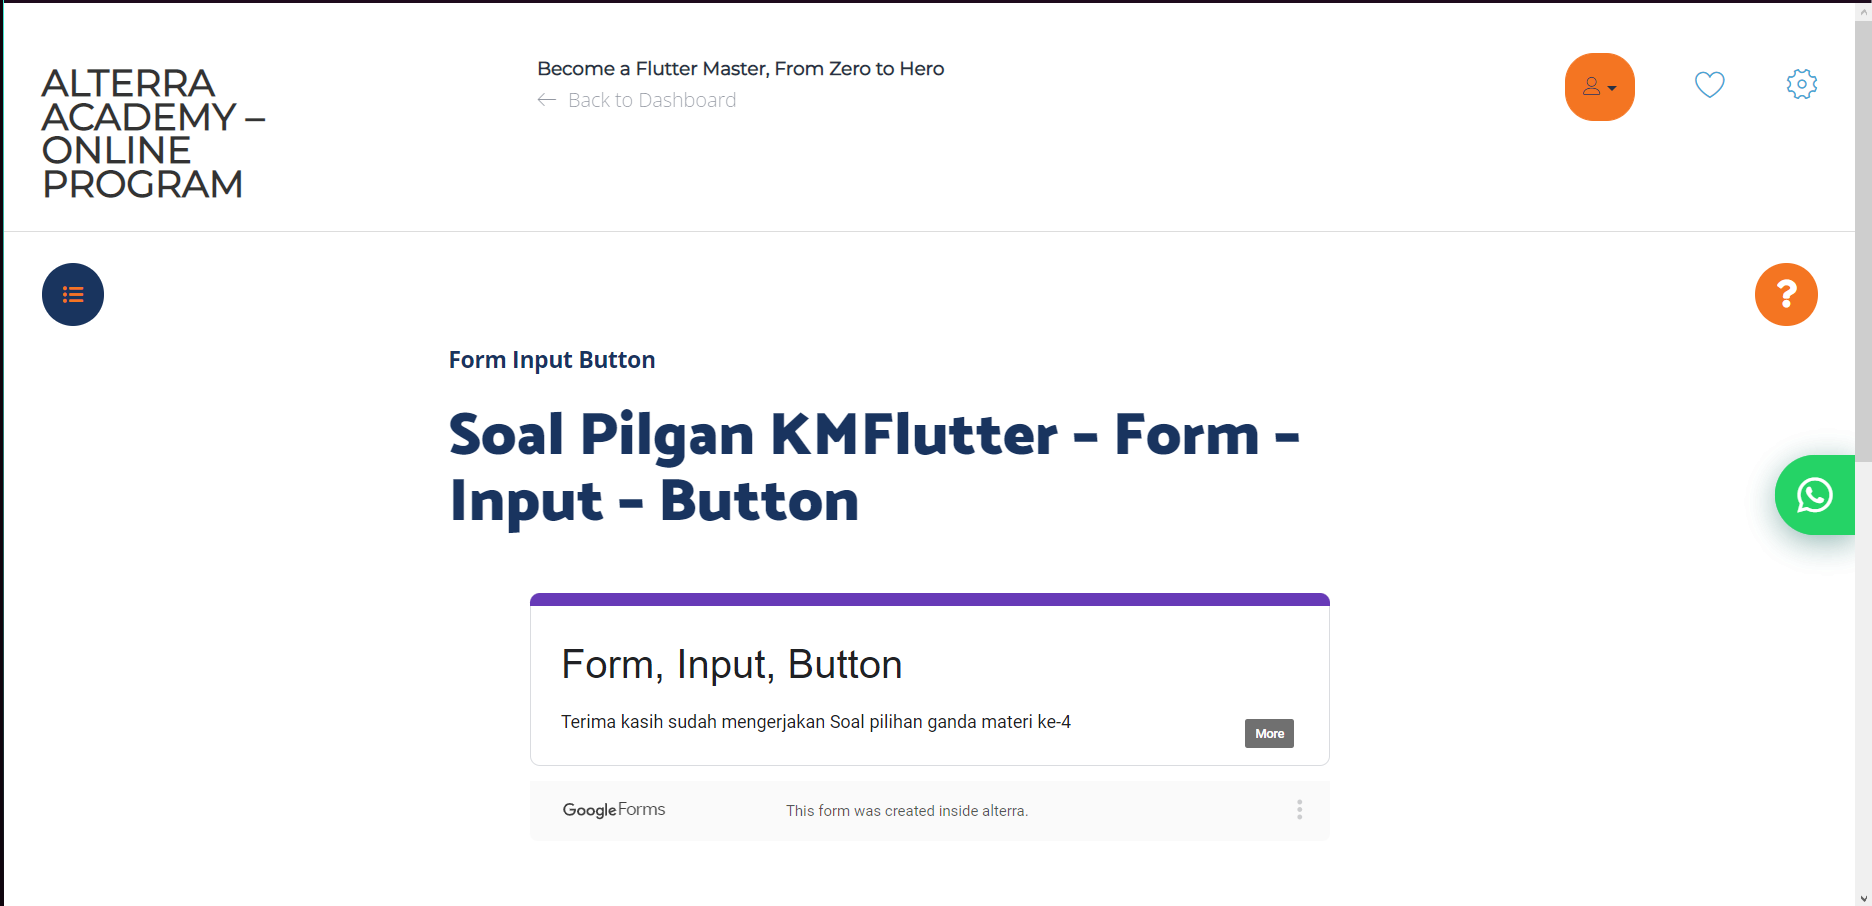 ALTERRA
ACADEMY –
ONLINE
PROGRAM
Become a Flutter Master, From Zero to Hero
← Back to Dashboard
?
Form Input Button
Soal Pilgan KMFlutter – Form –
Input – Button
Form, Input, Button
Terima kasih sudah mengerjakan Soal pilihan ganda materi ke-4
More
Google Forms
This form was created inside alterra.